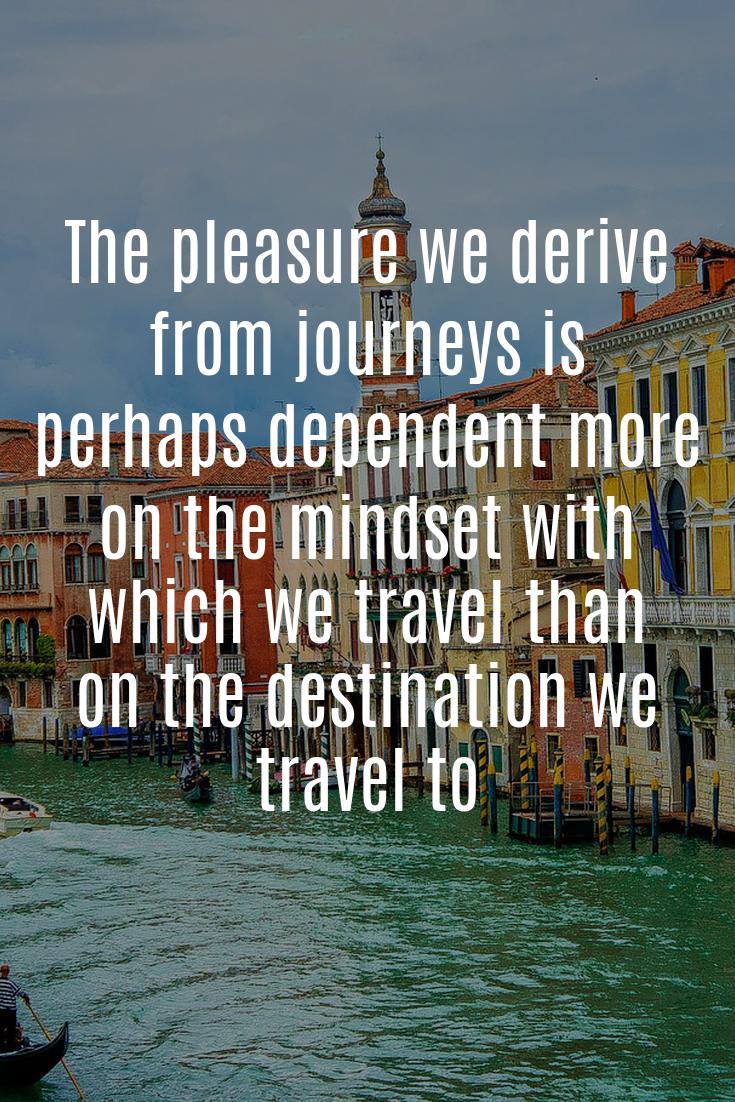 The pleasure we derive
from journeys is
perhaps dependent more
on the mindset with
which we travel than
on the destination we
travel to